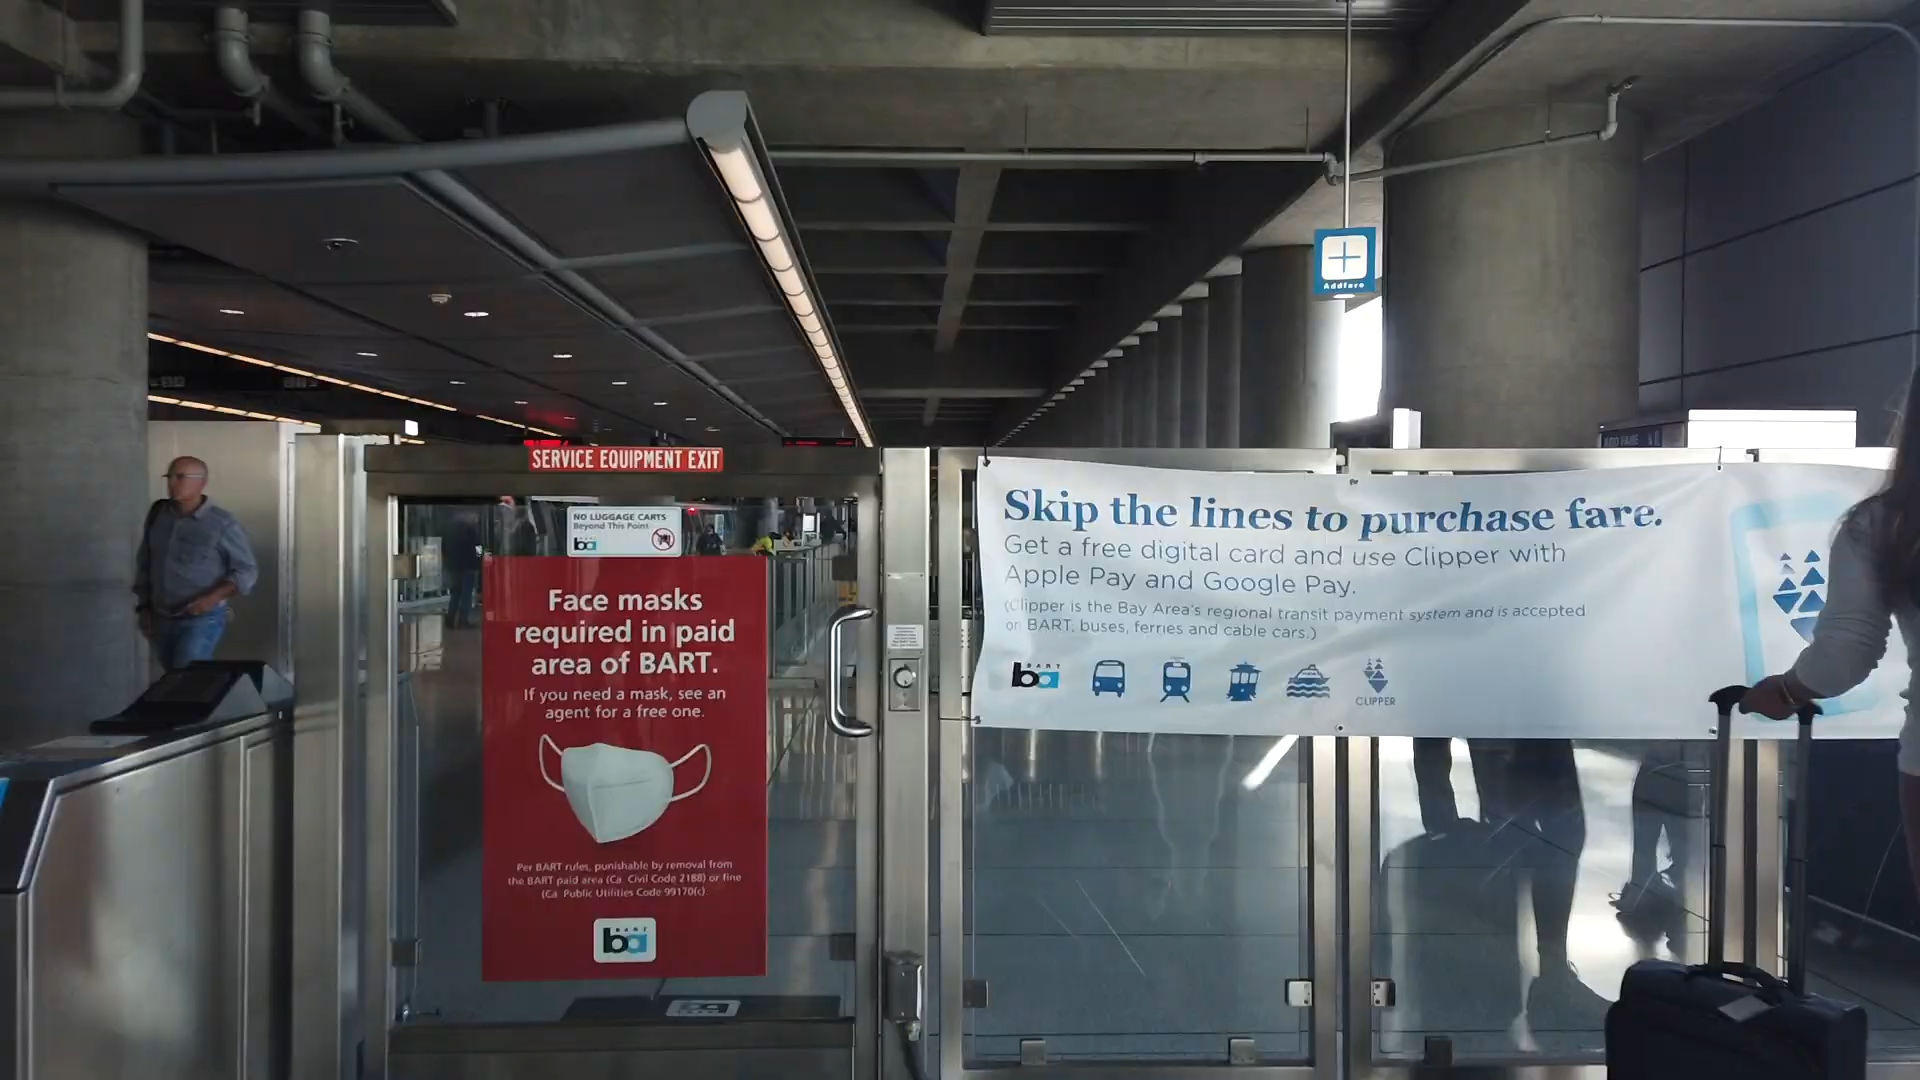 Addfare
SERVICE EQUIPMENT EXIT
NO LUGGAGE CARTS
Beyond This Point
BART
ba
Face masks
required in paid
area of BART.
If you need a mask, see an
agent for a free one.
Per BART rules, punishable by removal from
the BART paid area (Ca. Civil Code 2188) or fine
(Ca. Public Utilities Code 99170(c)
BART
ba
Skip the lines to purchase fare.
Get a free digital card and use Clipper with
Apple Pay and Google Pay.
(Clipper is the Bay Area's regional transit payment system and is accepted
on BART, buses, ferries and cable cars.)
BART
ba
CLIPPER